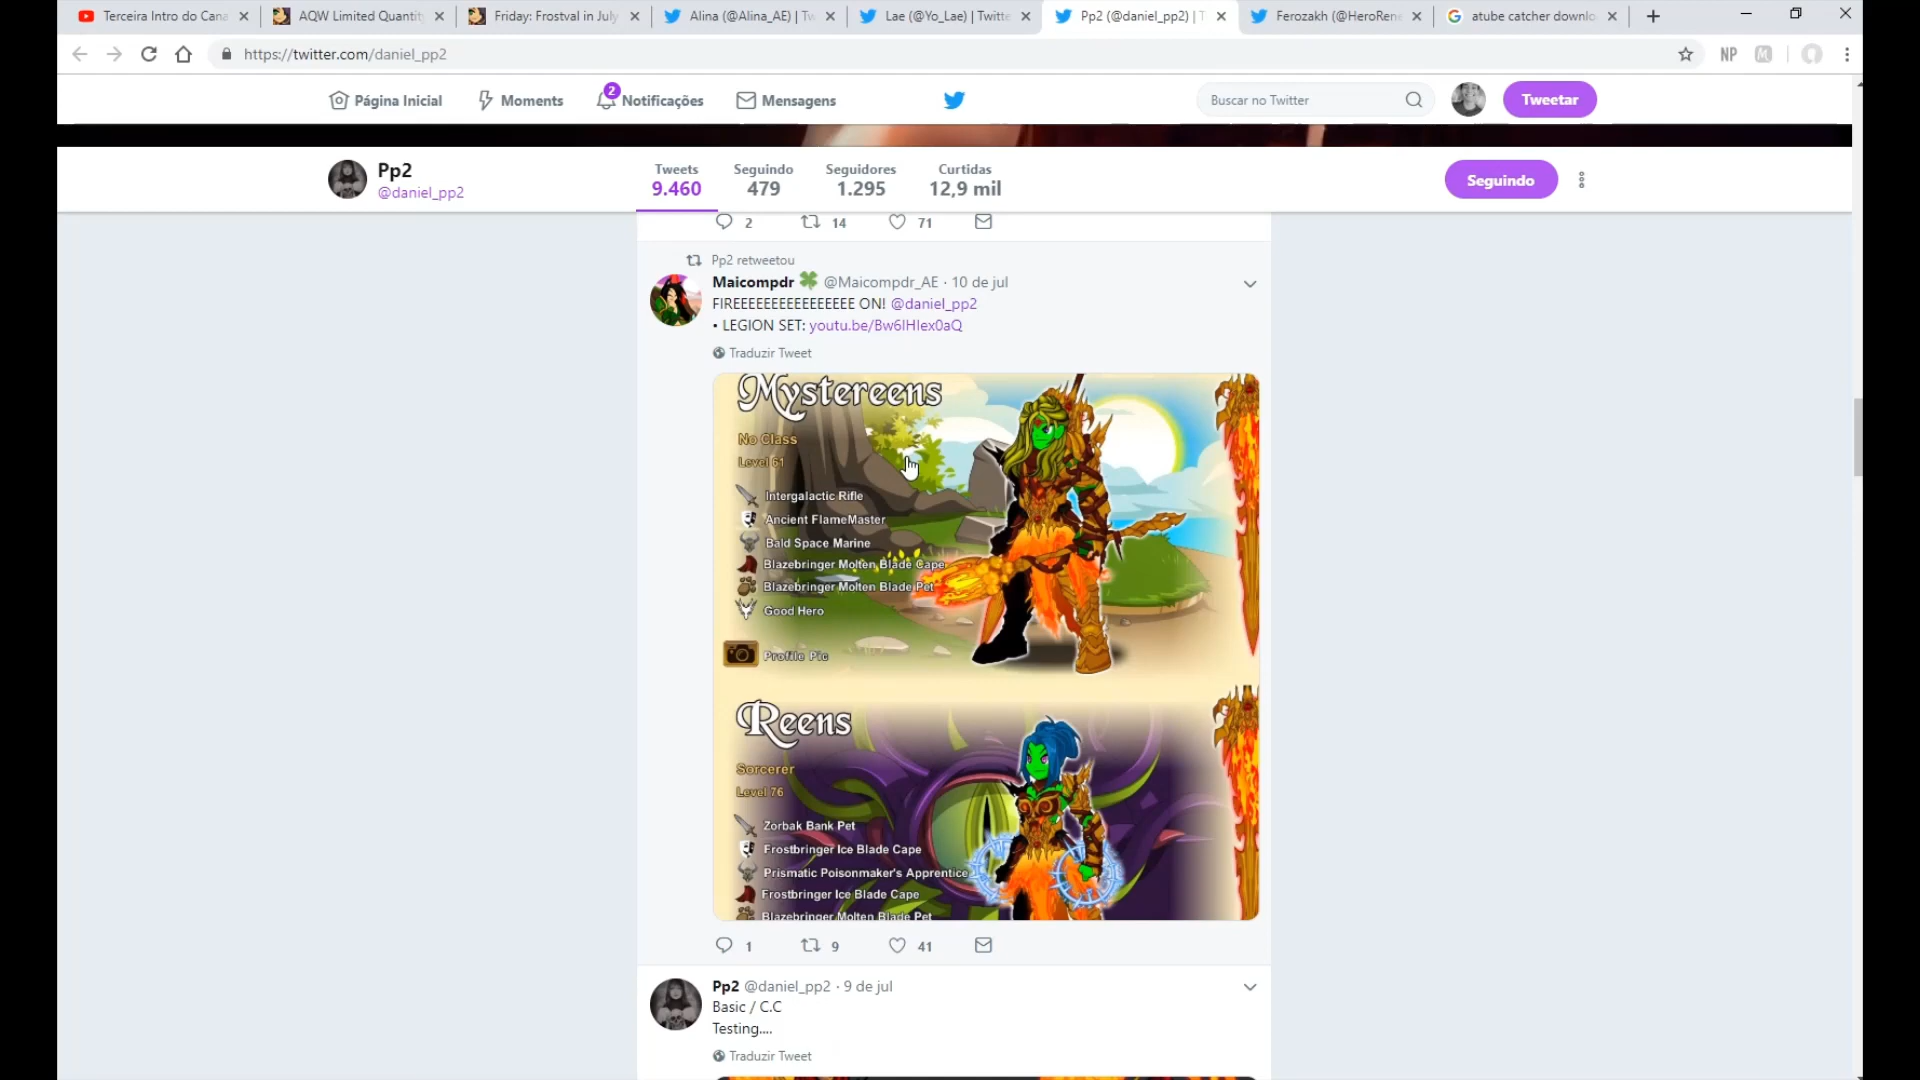 Terceira Intro do Cana
AQW Limited Quantit
Friday: Frostval in July
Alina (@Alina_AE) | Tw
Lae (@Yo_Lae) | Twitte
Pp2 (@daniel_pp2) | T
Ferozakh (@HeroRene
atube catcher downlo
https://twitter.com/daniel_pp2
NP
Página Inicial
Moments
2
Notificações
Mensagens
Buscar no Twitter
Tweetar
Pp2
@daniel_pp2
Tweets
9.460
Seguindo
479
Seguidores
1.295
Curtidas
12,9 mil
Seguindo
2 14 71
Pp2 retweetou
Maicompdr @Maicompdr_AE · 10 de jul
FIREEEEEEEEEEEEEEEE ON! @daniel_pp2
• LEGION SET: youtu.be/Bw6IHIex0aQ
Traduzir Tweet
Mystereens
No Class
Level 61
Intergalactic Rifle
Ancient FlameMaster
Bald Space Marine
Blazebringer Molten Blade Cape
Blazebringer Molten Blade Pet
Good Hero
Profile Pic
Reens
Sorcerer
Level 76
Zorbak Bank Pet
Frostbringer Ice Blade Cape
Prismatic Poisonmaker's Apprentice
Frostbringer Ice Blade Cape
Blazebringer Molten Blade Pet
1 9 41
Pp2 @daniel_pp2 · 9 de jul
Basic / C.C
Testing....
Traduzir Tweet